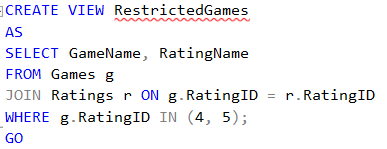 CREATE VIEW RestrictedGames
AS
SELECT GameName, RatingName
FROM Games g
JOIN Ratings r ON g.RatingID = r.RatingID
WHERE g.RatingID IN (4, 5);
GO